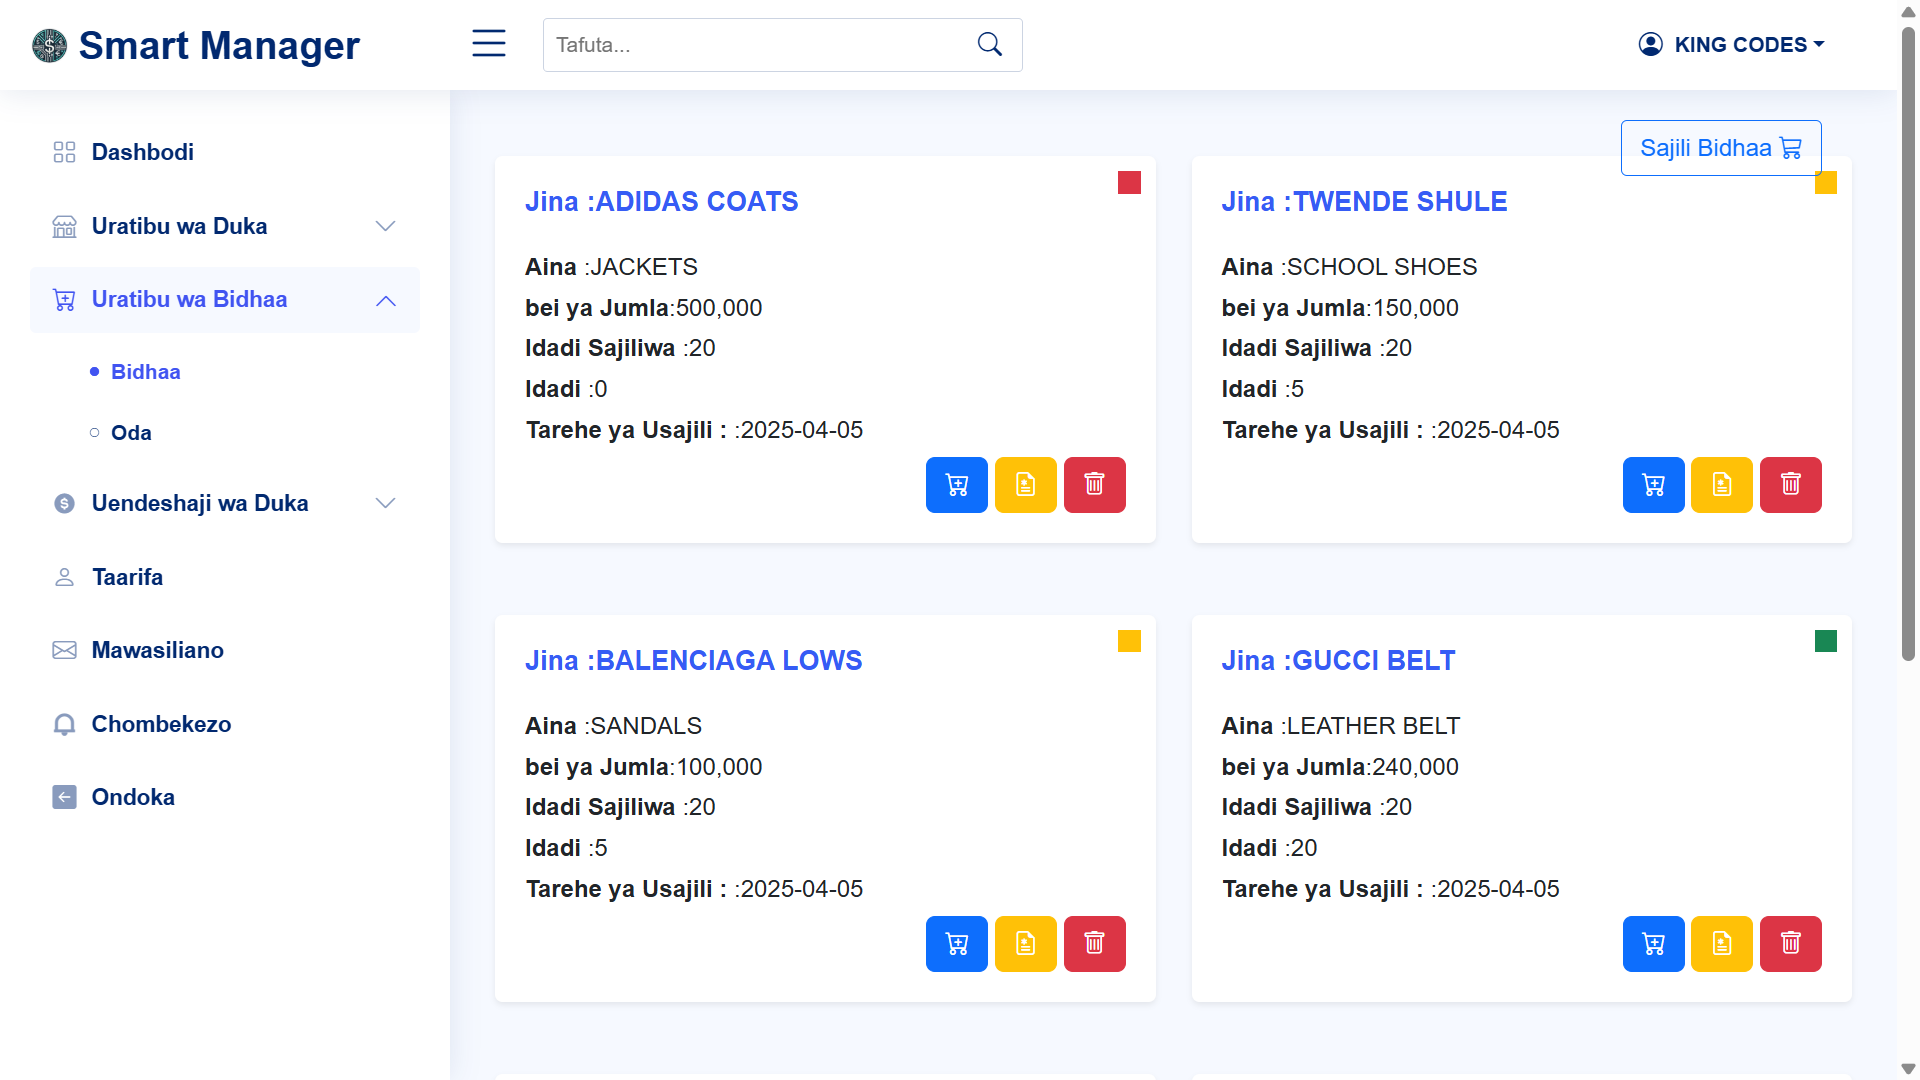 Smart Manager
Tafuta...
KING CODES
Dashbodi
Uratibu wa Duka
Uratibu wa Bidhaa
Bidhaa
Oda
Uendeshaji wa Duka
Taarifa
Mawasiliano
Chombekezo
Ondoka
Sajili Bidhaa
Jina :ADIDAS COATS
Aina :JACKETS
bei ya Jumla:500,000
Idadi Sajiliwa :20
Idadi :0
Tarehe ya Usajili : :2025-04-05
Jina :TWENDE SHULE
Aina :SCHOOL SHOES
bei ya Jumla:150,000
Idadi Sajiliwa :20
Idadi :5
Tarehe ya Usajili : :2025-04-05
Jina :BALENCIAGA LOWS
Aina :SANDALS
bei ya Jumla:100,000
Idadi Sajiliwa :20
Idadi :5
Tarehe ya Usajili : :2025-04-05
Jina :GUCCI BELT
Aina :LEATHER BELT
bei ya Jumla:240,000
Idadi Sajiliwa :20
Idadi :20
Tarehe ya Usajili : :2025-04-05